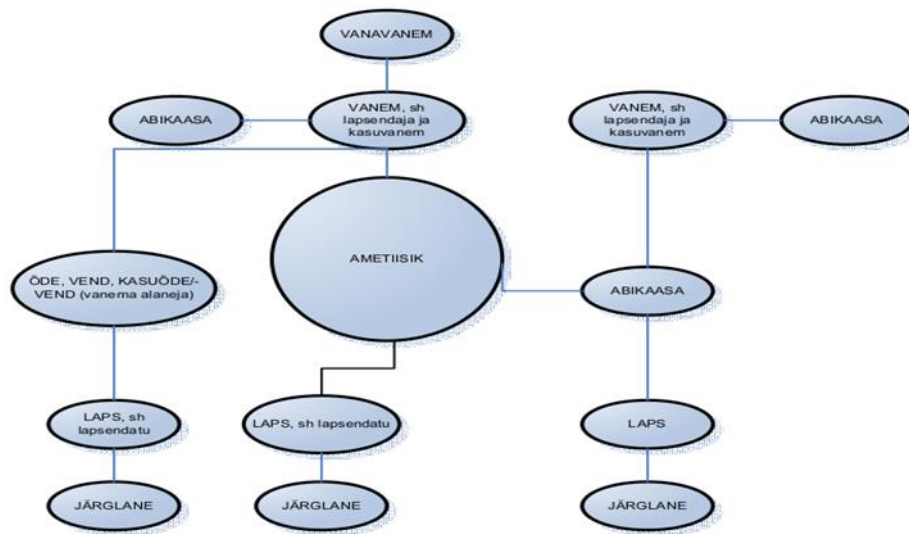 VANAVANEM
ABIKAASA
VANEM, sh
lapsendaja ja
kasuvanem
VANEM, sh
lapsendaja ja
kasuvanem
ABIKAASA
AMETIISIK
ÕDE, VEND, KASUÕDE/-
VEND (vanema alaneja)
ABIKAASA
LAPS, sh
lapsendatu
LAPS, sh lapsendatu
LAPS
JÄRGLANE
JÄRGLANE
JÄRGLANE